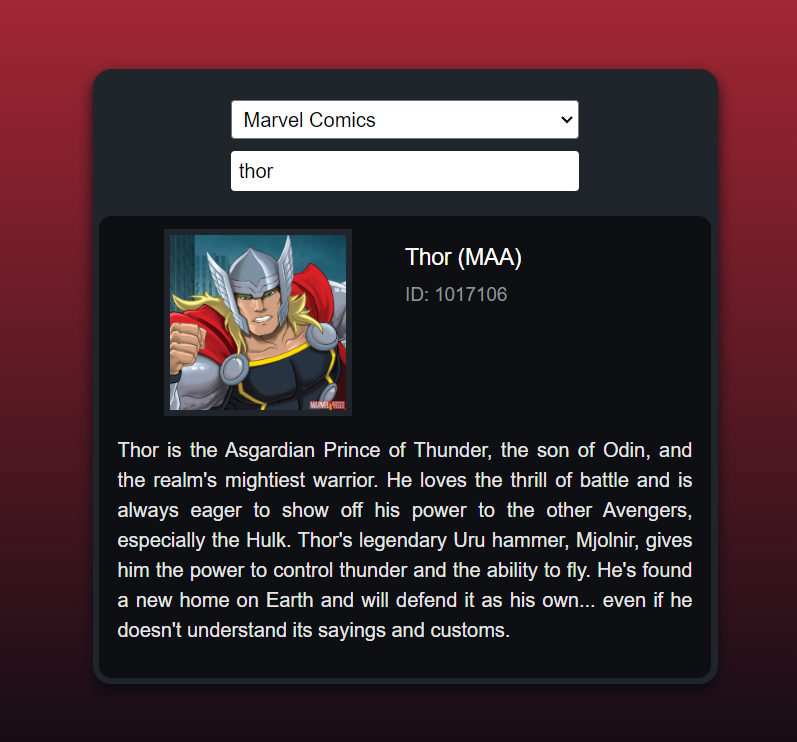 Marvel Comics
thor
Thor (MAA)
ID: 1017106
Thor is the Asgardian Prince of Thunder, the son of Odin, and
the realm's mightiest warrior. He loves the thrill of battle and is
always eager to show off his power to the other Avengers,
especially the Hulk. Thor's legendary Uru hammer, Mjolnir, gives
him the power to control thunder and the ability to fly. He's found
a new home on Earth and will defend it as his own... even if he
doesn't understand its sayings and customs.